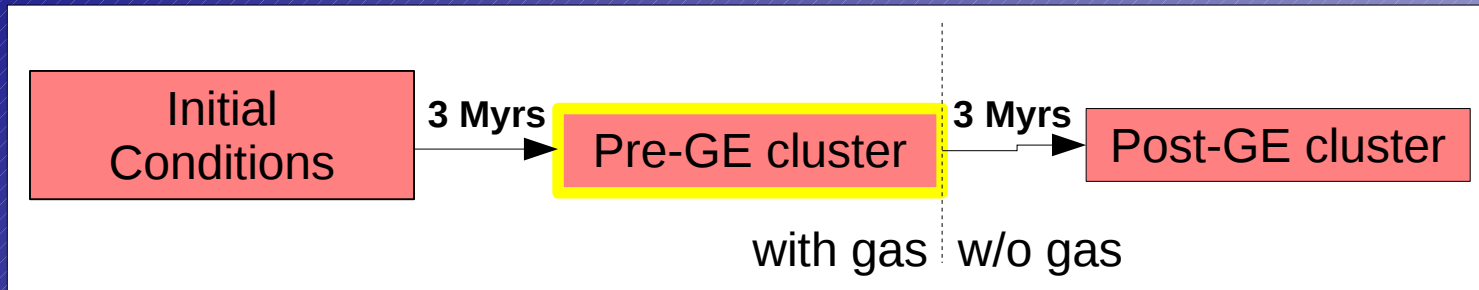 Initial
Conditions
3 Myrs
Pre-GE cluster
3 Myrs
Post-GE cluster
with gas
w/o gas